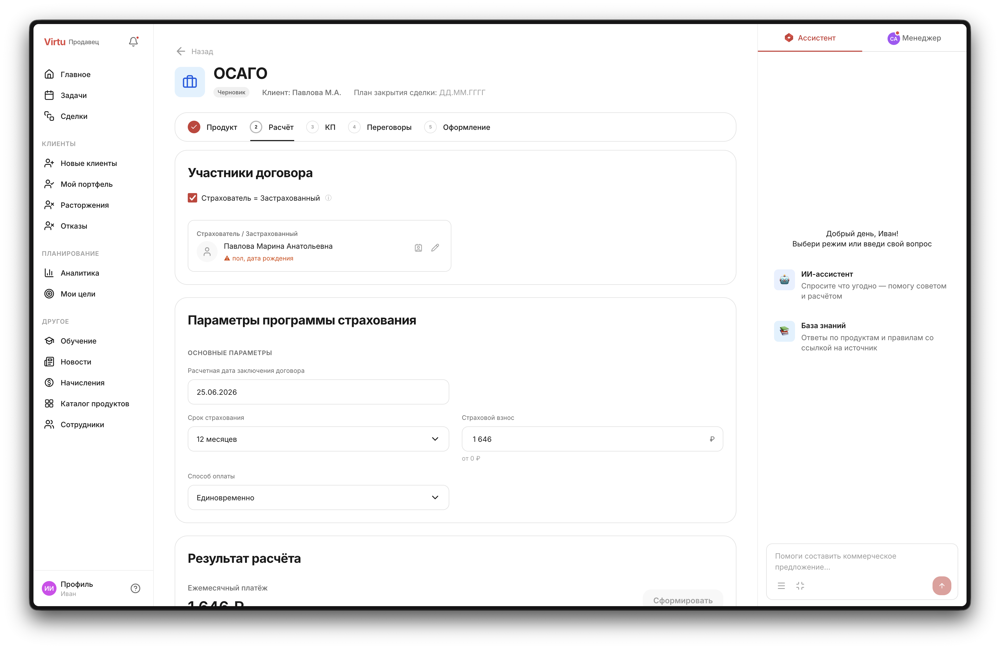 Virtu Продавец
Главное
Задачи
Сделки
КЛИЕНТЫ
Новые клиенты
Мой портфель
Расторжения
Отказы
ПЛАНИРОВАНИЕ
Аналитика
Мои цели
ДРУГОЕ
Обучение
Новости
Начисления
Каталог продуктов
Сотрудники
ИИ
Профиль
Иван
Назад
ОСАГО
Черновик Клиент: Павлова М.А. План закрытия сделки: ДД.ММ.ГГГГ
Продукт 2 Расчёт 3 КП 4 Переговоры 5 Оформление
Участники договора
Страхователь = Застрахованный
Страхователь / Застрахованный
Павлова Марина Анатольевна
пол, дата рождения
Параметры программы страхования
ОСНОВНЫЕ ПАРАМЕТРЫ
Расчетная дата заключения договора
25.06.2026
Срок страхования
12 месяцев
Страховой взнос
1 646 ₽
от 0 ₽
Способ оплаты
Единовременно
Результат расчёта
Ежемесячный платёж
1 646 ₽
Сформировать
Ассистент
СА Менеджер
Добрый день, Иван!
Выбери режим или введи свой вопрос
ИИ-ассистент
Спросите что угодно — помогу советом
и расчётом
База знаний
Ответы по продуктам и правилам со
ссылкой на источник
Помоги составить коммерческое
предложение...